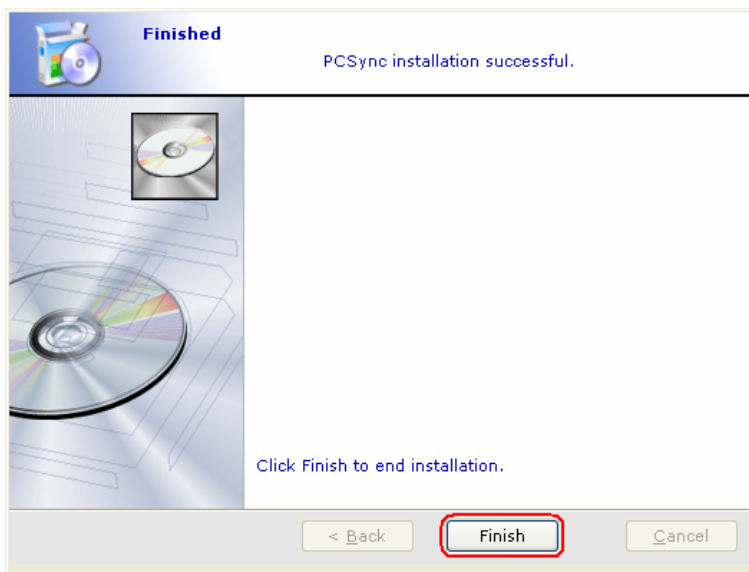 Finished
PCSync installation successful.
Click Finish to end installation.
< Back
Finish
Cancel